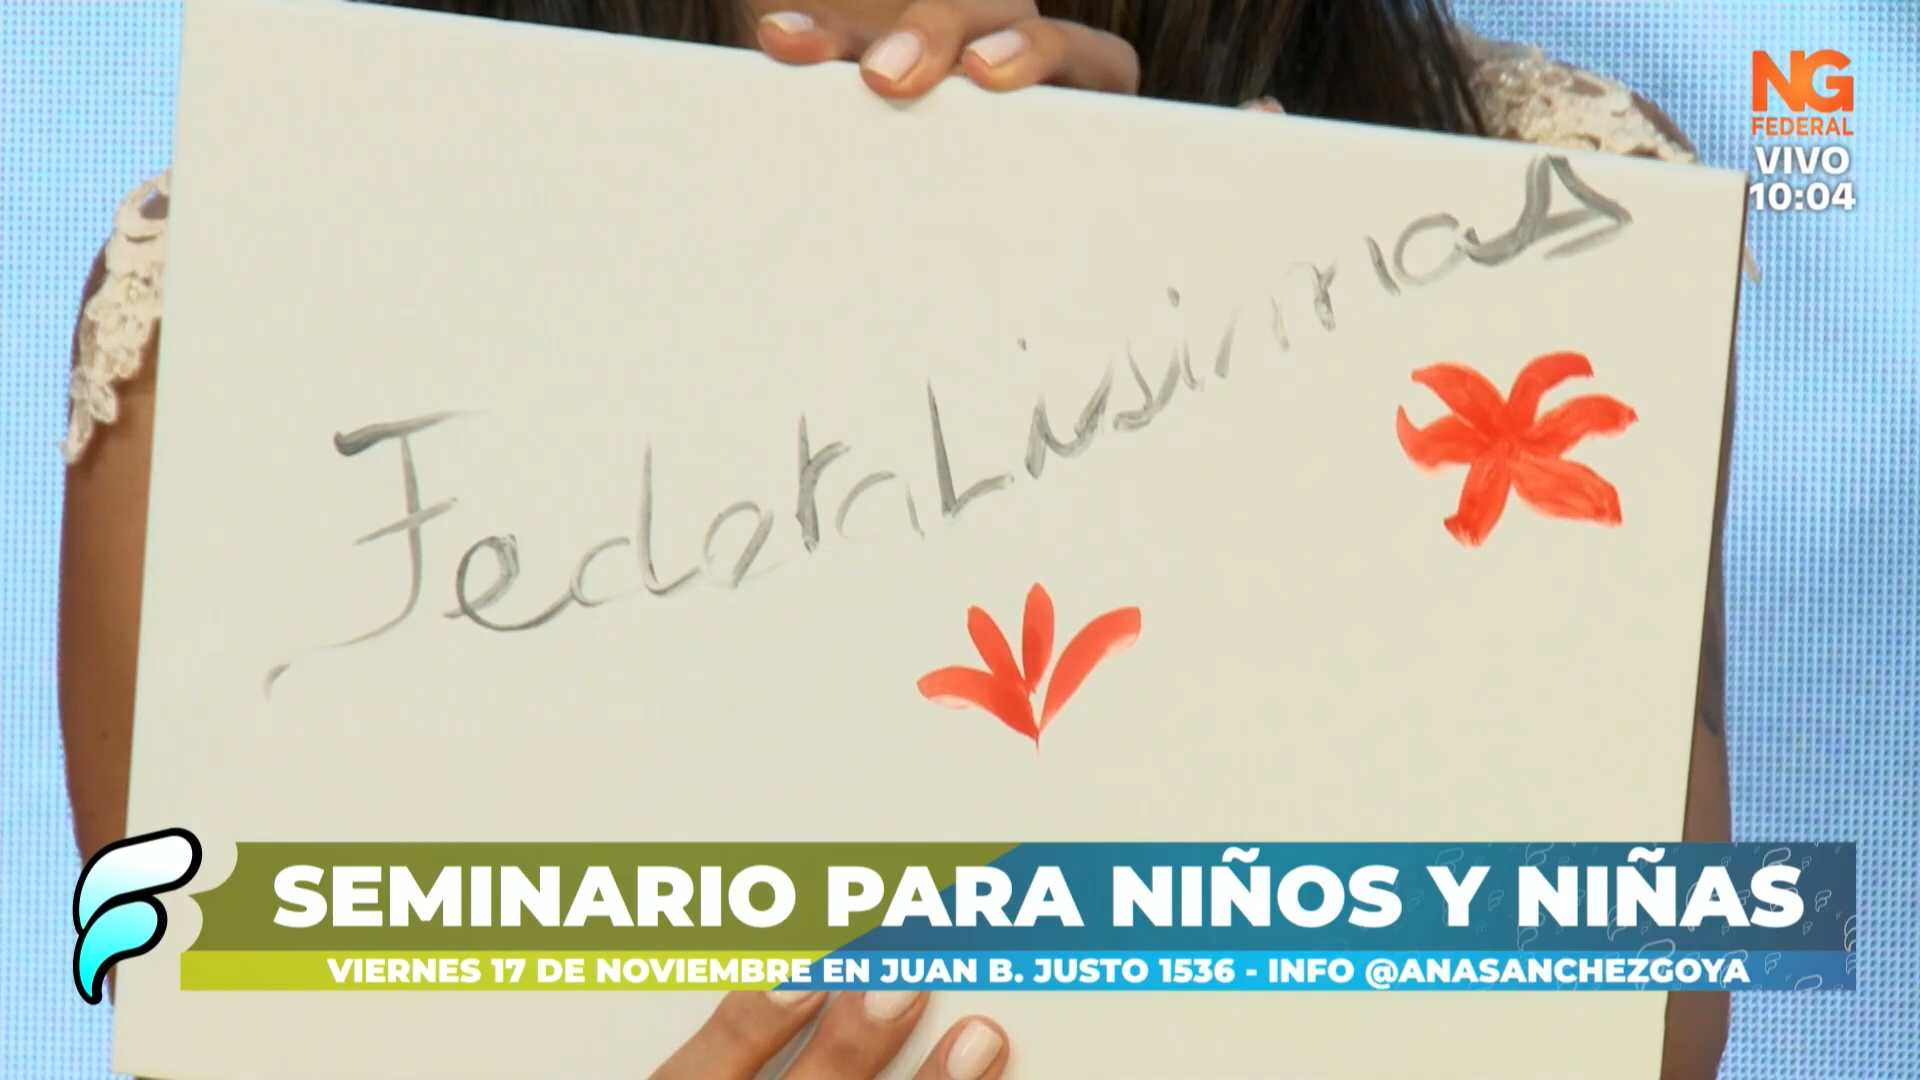 NG
FEDERAL
VIVO
10:04
Federalissimas
SEMINARIO PARA NIÑOS Y NIÑAS
VIERNES 17 DE NOVIEMBRE EN JUAN B. JUSTO 1536 - INFO @ANASANCHEZGOYA